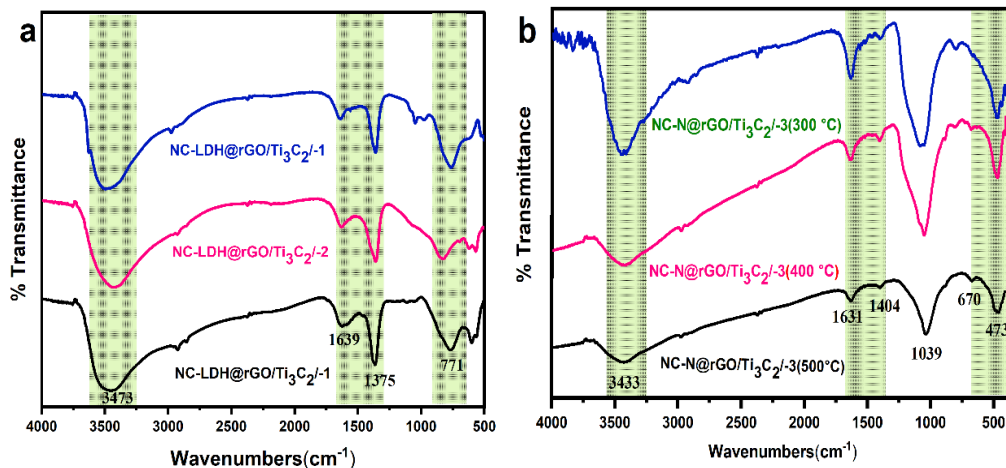 a
% Transmittance
NC-LDH@rGO/Ti3C2/-1
NC-LDH@rGO/Ti3C2/-2
1639
771
1375
NC-LDH@rGO/Ti3C2/-1
3473
4000 3500 3000 2500 2000 1500 1000 500
Wavenumbers(cm-1)
b
% Transmittance
NC-N@rGO/Ti3C2/-3(300 °C)
NC-N@rGO/Ti3C2/-3(400 °C)
1631
1404
670
473
1039
NC-N@rGO/Ti3C2/-3(500°C)
3433
4000 3500 3000 2500 2000 1500 1000 500
Wavenumbers(cm-1)